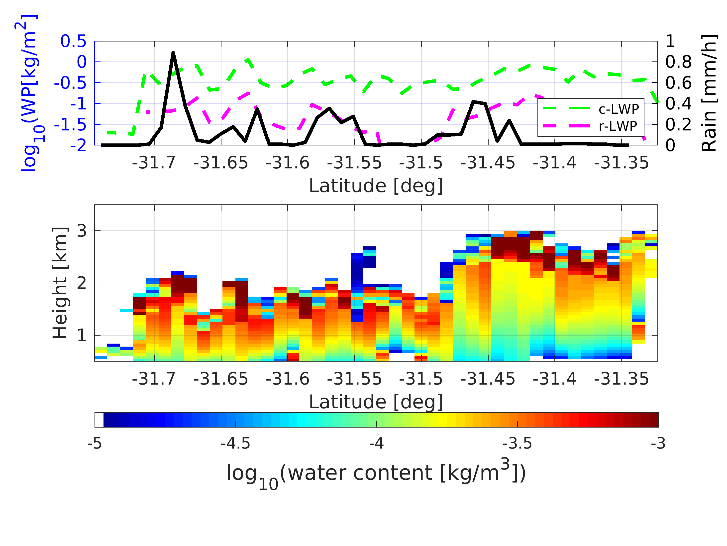 log10(WP[kg/m2]
0.5
0
-0.5
-1
-1.5
-2
1
0.8
0.6
0.4
0.2
0
Rain [mm/h]
c-LWP
r-LWP
-31.7 -31.65 -31.6 -31.55 -31.5 -31.45 -31.4 -31.35
Latitude [deg]
Height [km]
3
2
1
-31.7 -31.65 -31.6 -31.55 -31.5 -31.45 -31.4 -31.35
Latitude [deg]
-5 -4.5 -4 -3.5 -3
log10(water content [kg/m3])